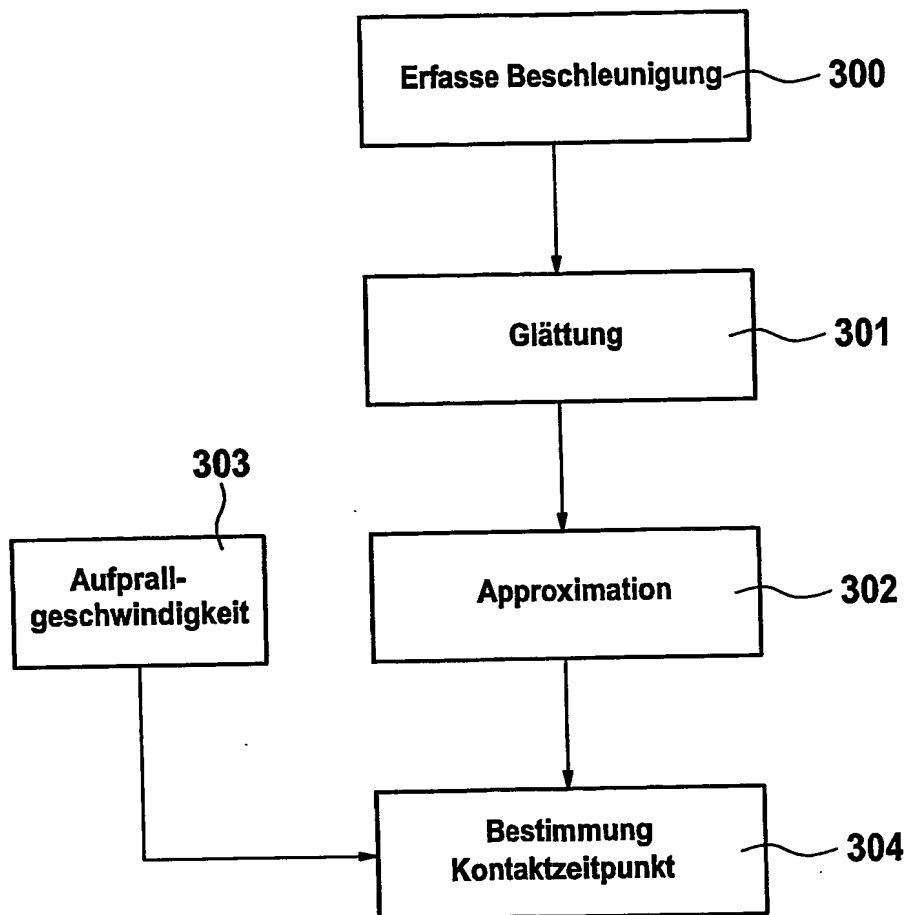 Erfasse Beschleunigung
300
Glättung
301
303
Aufprall-
geschwindigkeit
Approximation
302
Bestimmung
Kontaktzeitpunkt
304